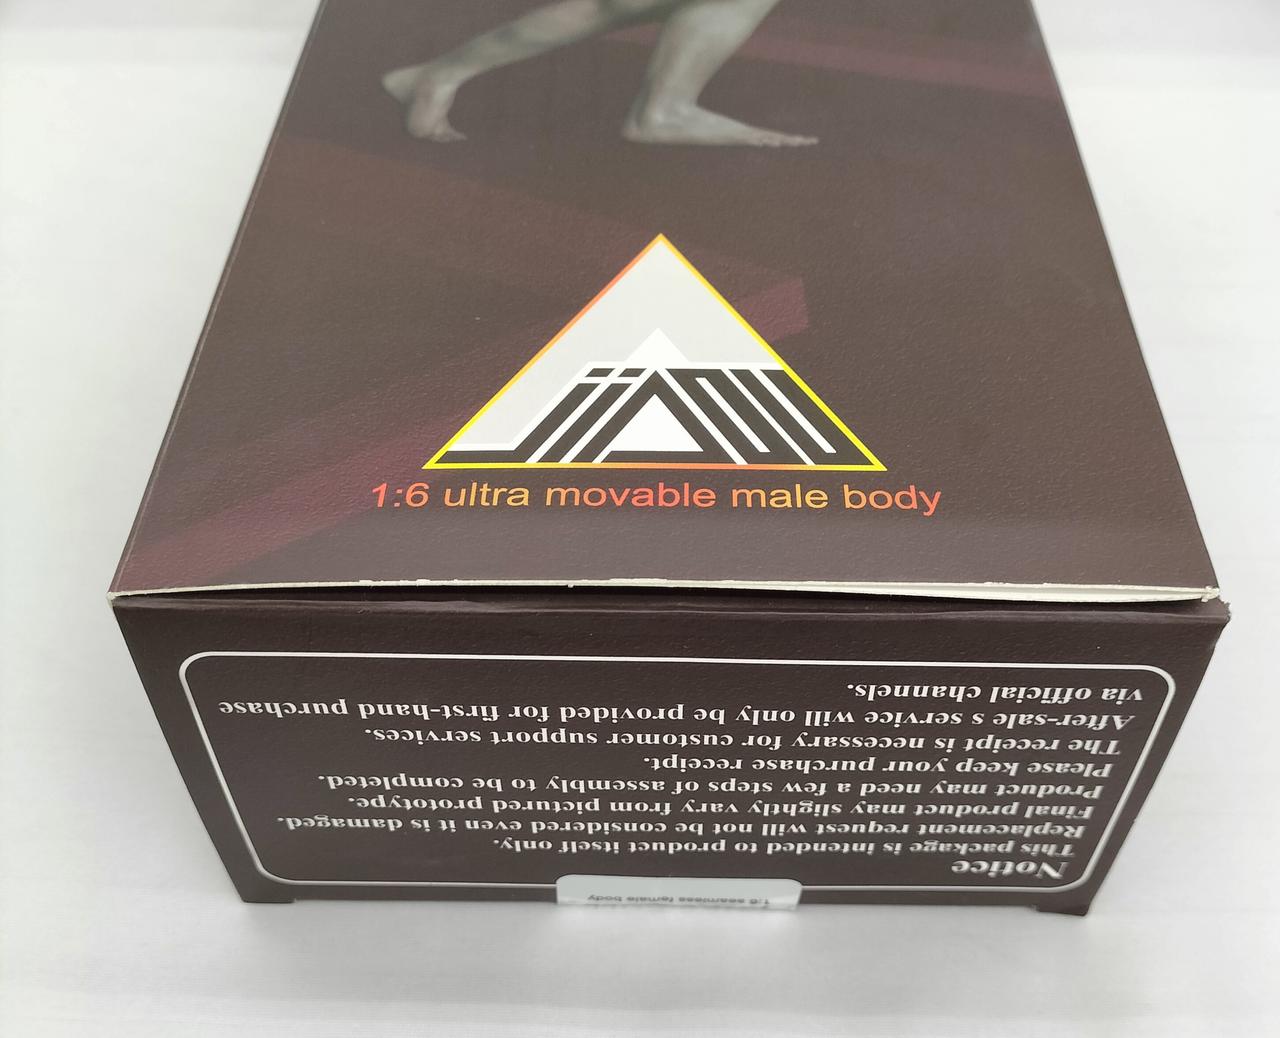 JIAOU
1:6 ultra movable male body
Notice
This package is intended to product itself only.
Replacement request will not be considered even it is damaged.
Final product may slightly vary from pictured prototype.
Product may need a few steps of assembly to be completed.
Please keep your purchase receipt.
The receipt is necessary for customer support services.
After-sale s service will only be provided for first-hand purchase
via official channels.
1:6 seamless female body